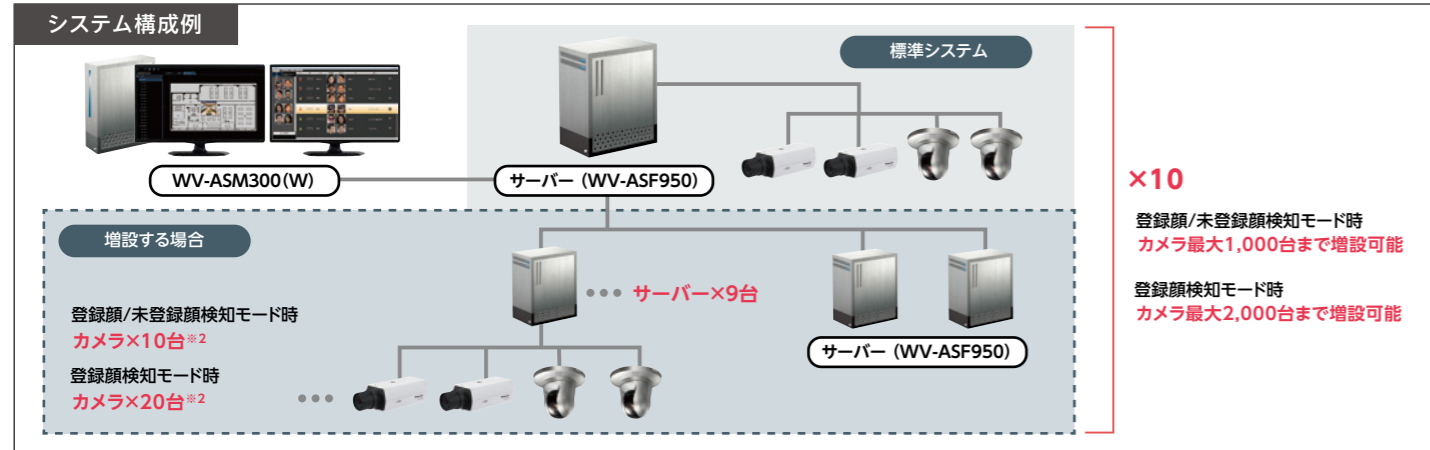 システム構成例
標準システム
WV-ASM300(W)
サーバー（WV-ASF950）
×10
登録顔/未登録顔検知モード時
カメラ最大1,000台まで増設可能
登録顔検知モード時
カメラ最大2,000台まで増設可能
増設する場合
••• サーバー×9台
登録顔/未登録顔検知モード時
カメラ×10台※2
登録顔検知モード時
カメラ×20台※2
•••
サーバー（WV-ASF950）